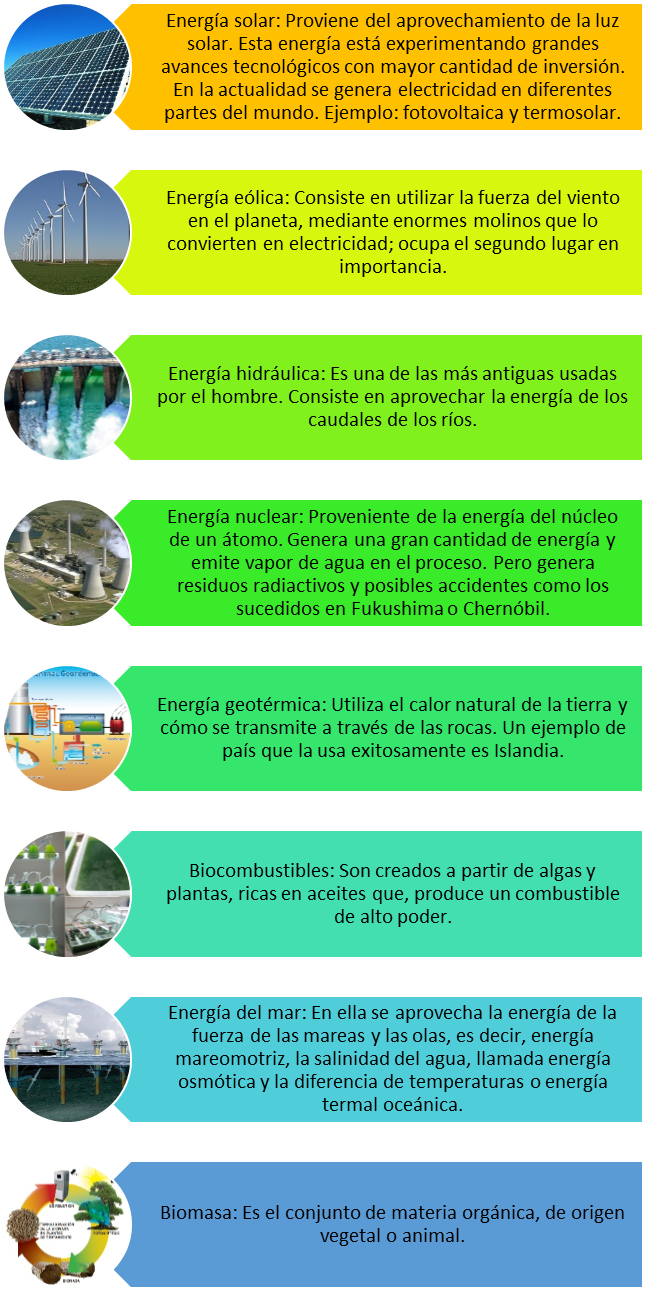 Energía solar: Proviene del aprovechamiento de la luz
solar. Esta energía está experimentando grandes
avances tecnológicos con mayor cantidad de inversión.
En la actualidad se genera electricidad en diferentes
partes del mundo. Ejemplo: fotovoltaica y termosolar.
Energía eólica: Consiste en utilizar la fuerza del viento
en el planeta, mediante enormes molinos que lo
convierten en electricidad; ocupa el segundo lugar en
importancia.
Energía hidráulica: Es una de las más antiguas usadas
por el hombre. Consiste en aprovechar la energía de los
caudales de los ríos.
Energía nuclear: Proveniente de la energía del núcleo
de un átomo. Genera una gran cantidad de energía y
emite vapor de agua en el proceso. Pero genera
residuos radiactivos y posibles accidentes como los
sucedidos en Fukushima o Chernóbil.
Energía geotérmica: Utiliza el calor natural de la tierra y
cómo se transmite a través de las rocas. Un ejemplo de
país que la usa exitosamente es Islandia.
Biocombustibles: Son creados a partir de algas y
plantas, ricas en aceites que, produce un combustible
de alto poder.
Energía del mar: En ella se aprovecha la energía de la
fuerza de las mareas y las olas, es decir, energía
mareomotriz, la salinidad del agua, llamada energía
osmótica y la diferencia de temperaturas o energía
termal oceánica.
Biomasa: Es el conjunto de materia orgánica, de origen
vegetal o animal.
BIOMASA